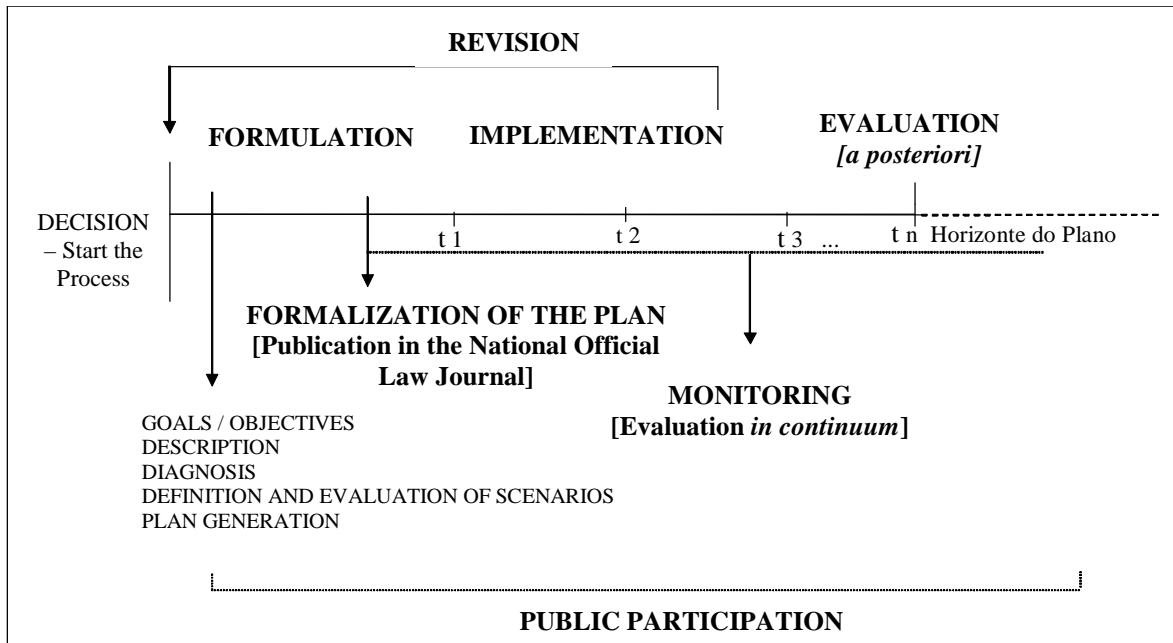 REVISION
FORMULATION
IMPLEMENTATION
EVALUATION
[a posteriori]
DECISION
– Start the
Process
t 1
t 2
t 3 ...
t n Horizonte do Plano
FORMALIZATION OF THE PLAN
[Publication in the National Official
Law Journal]
MONITORING
[Evaluation in continuum]
GOALS / OBJECTIVES
DESCRIPTION
DIAGNOSIS
DEFINITION AND EVALUATION OF SCENARIOS
PLAN GENERATION
PUBLIC PARTICIPATION